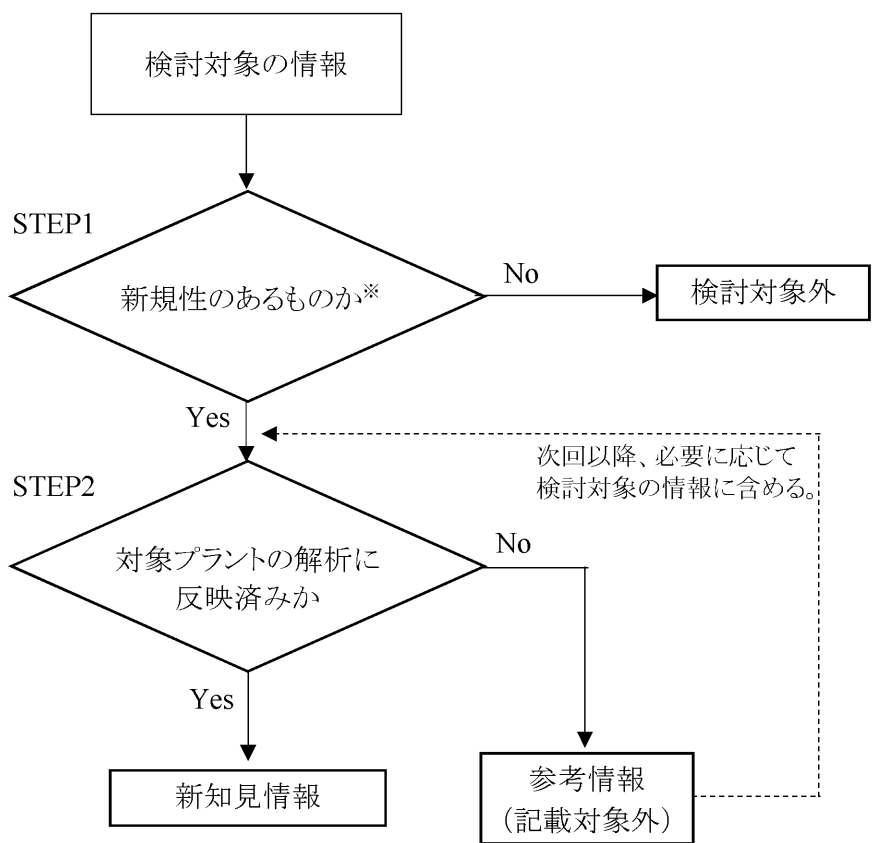 検討対象の情報
STEP1
新規性のあるものか※
No
検討対象外
Yes
次回以降、必要に応じて
検討対象の情報に含める。
STEP2
対象プラントの解析に
反映済みか
No
Yes
新知見情報
参考情報
(記載対象外)